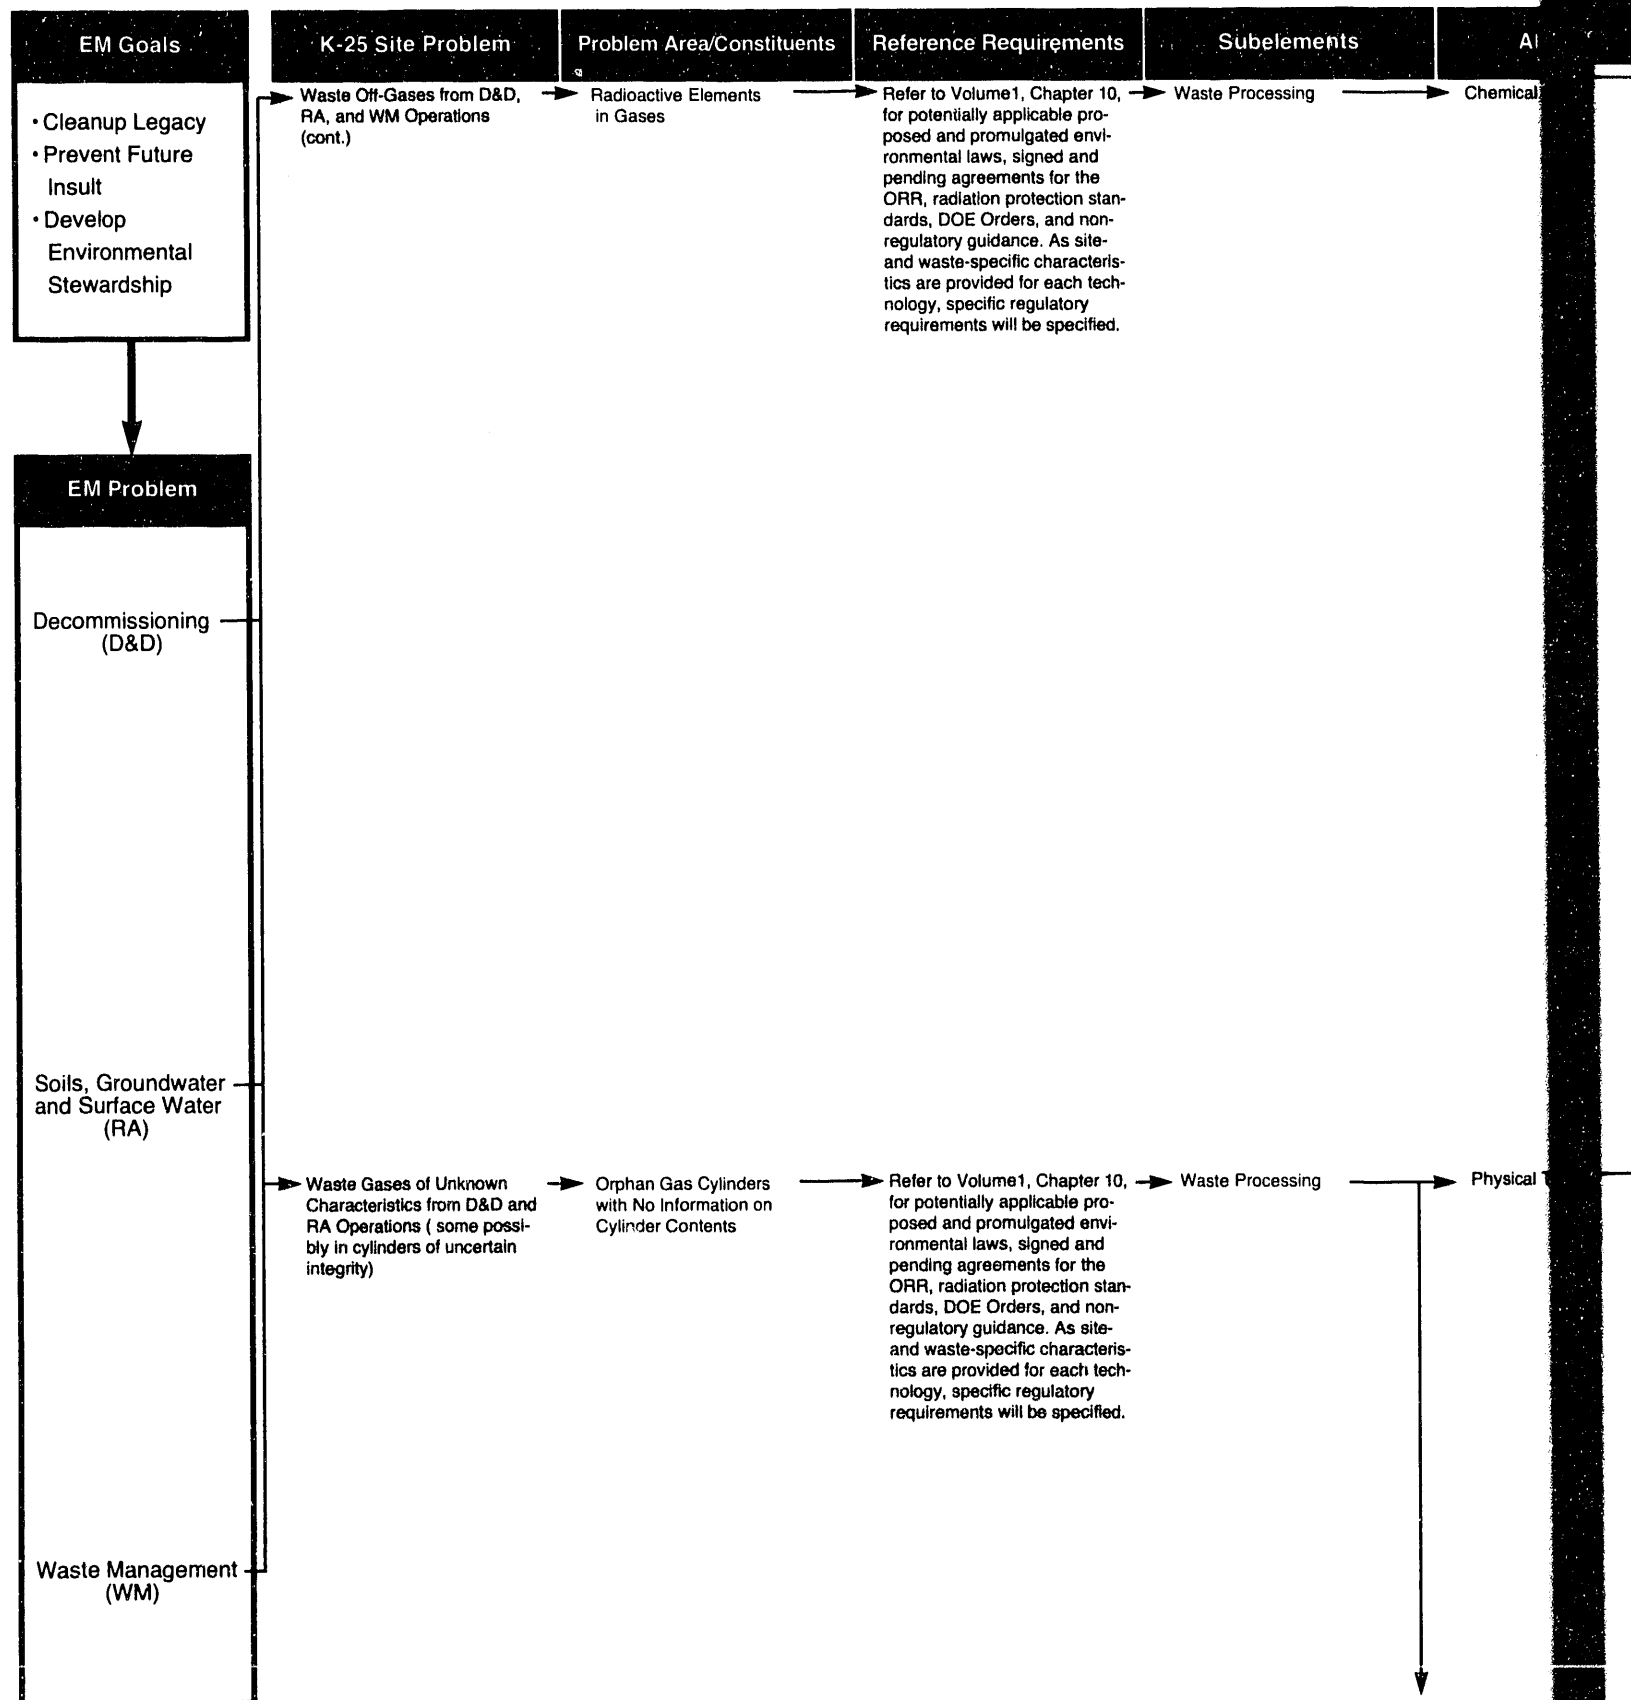 EM Goals
K-25 Site Problem
Problem Area/Constituents
Reference Requirements
Subelements
• Cleanup Legacy
• Prevent Future
Insult
• Develop
Environmental
Stewardship
Waste Off-Gases from D&D,
RA, and WM Operations
(cont.)
Radioactive Elements
in Gases
Refer to Volume1, Chapter 10,
for potentially applicable pro-
posed and promulgated envi-
ronmental laws, signed and
pending agreements for the
ORR, radiation protection stan-
dards, DOE Orders, and non-
regulatory guidance. As site-
and waste-specific characteris-
tics are provided for each tech-
nology, specific regulatory
requirements will be specified.
Waste Processing
Chemical
EM Problem
Decommissioning
(D&D)
Soils, Groundwater
and Surface Water
(RA)
Waste Management
(WM)
Waste Gases of Unknown
Characteristics from D&D and
RA Operations ( some possi-
bly in cylinders of uncertain
integrity)
Orphan Gas Cylinders
with No Information on
Cylinder Contents
Refer to Volume1, Chapter 10,
for potentially applicable pro-
posed and promulgated envi-
ronmental laws, signed and
pending agreements for the
ORR, radiation protection stan-
dards, DOE Orders, and non-
regulatory guidance. As site-
and waste-specific characteris-
tics are provided for each tech-
nology, specific regulatory
requirements will be specified.
Waste Processing
Physical